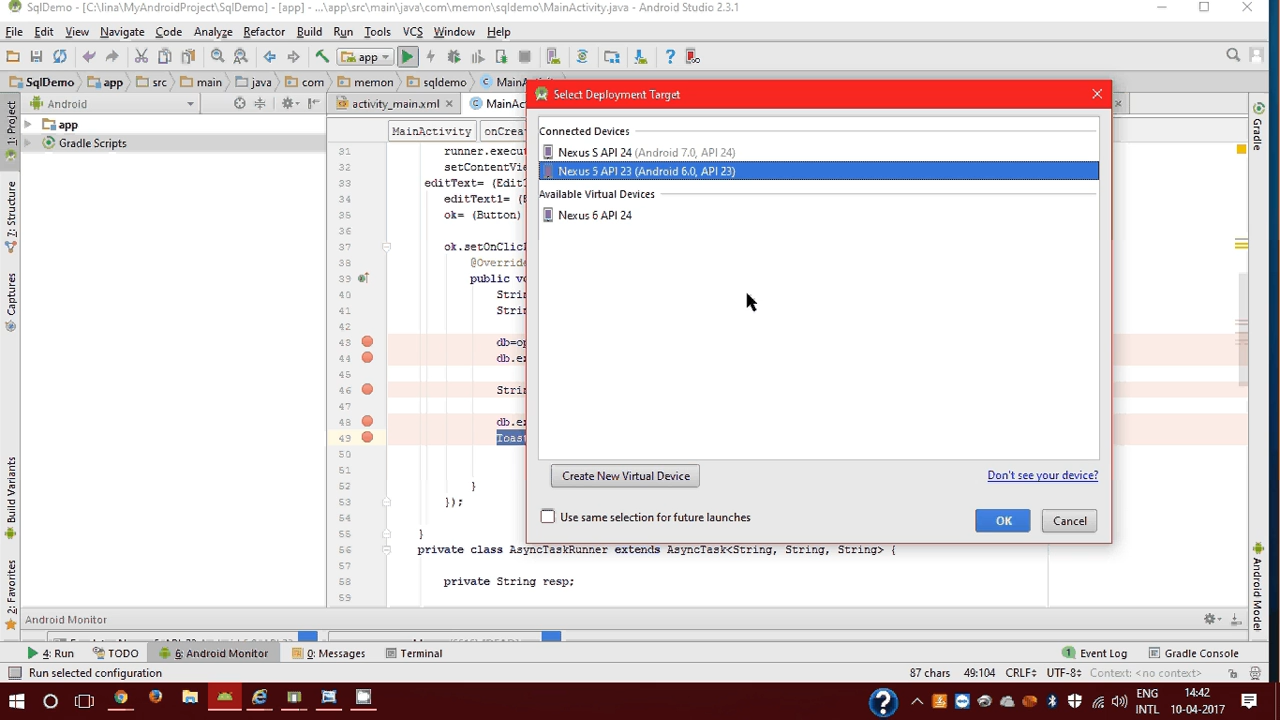 SqlDemo - [C:\lina\MyAndroidProject\SqlDemo] - [app] - ...\app\src\main\java\com\memon\sqldemo\MainActivity.java - Android Studio 2.3.1
File Edit View Navigate Code Analyze Refactor Build Run Tools VCS Window Help
app
SqlDemo app src main java com memon sqldemo MainActivity
Android
activity_main.xml
MainAc
1: Project
7: Structure
Captures
Build Variants
2: Favorites
app
Gradle Scripts
MainActivity onCrea
31 runner.execut
32 setContentVie
33 editText= (Edit
34 editText1= (E
35 ok= (Button)
36
37 ok.setOnClick
38 @Override
39 public vo
40 Strin
41 Strin
42
43 db=op
44 db.ex
46 Strin
47
48 db.ex
49 Toast
50
51
52 }
53 });
54
55 }
56 private class AsyncTaskRunner extends AsyncTask<String, String, String> {
57
58 private String resp;
59
Select Deployment Target
Connected Devices
Nexus S API 24 (Android 7.0, API 24)
Nexus 5 API 23 (Android 6.0, API 23)
Available Virtual Devices
Nexus 6 API 24
Create New Virtual Device
Don't see your device?
Use same selection for future launches
OK
Cancel
Gradle
Android Model
Android Monitor
4: Run TODO 6: Android Monitor 0: Messages Terminal
1 Event Log Gradle Console
Run selected configuration
87 chars 49:104 CRLF÷ UTF-8÷ Context: <no context>
ENG
INTL
14:42
10-04-2017